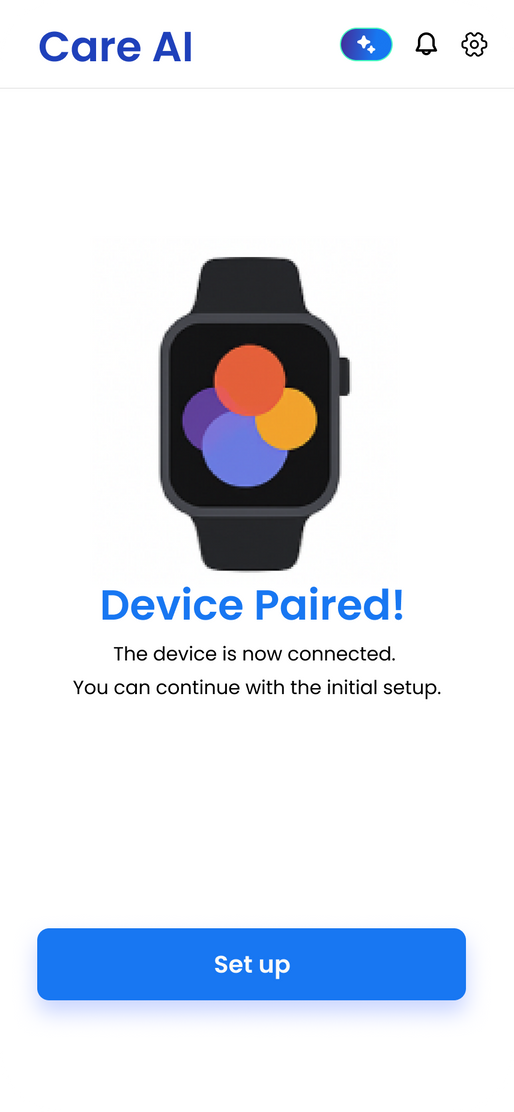 Care AI
Device Paired!
The device is now connected.
You can continue with the initial setup.
Set up